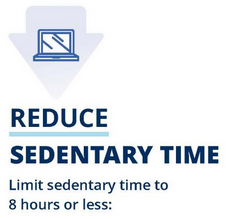 REDUCE
SEDENTARY TIME
Limit sedentary time to
8 hours or less: